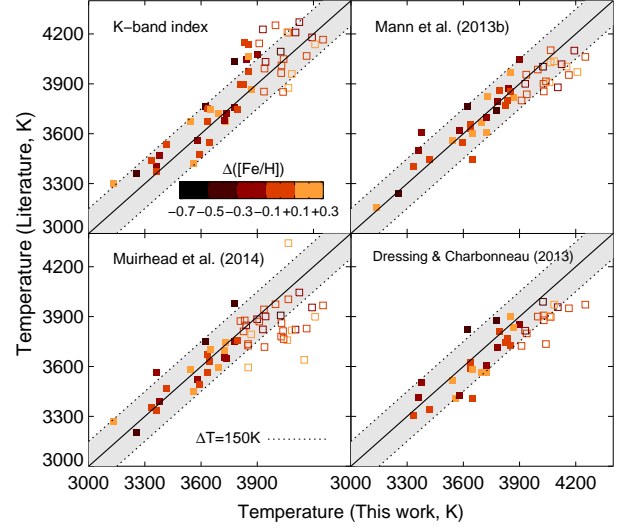 4200
3900
3600
3300
3000
K−band index
Mann et al. (2013b)
Δ([Fe/H])
−0.7 −0.5 −0.3 −0.1 +0.1 +0.3
Temperature (Literature, K)
4200
3900
3600
3300
3000
Muirhead et al. (2014)
Dressing & Charbonneau (2013)
ΔT=150K
3000 3300 3600 3900 3000 3300 3600 3900 4200
Temperature (This work, K)